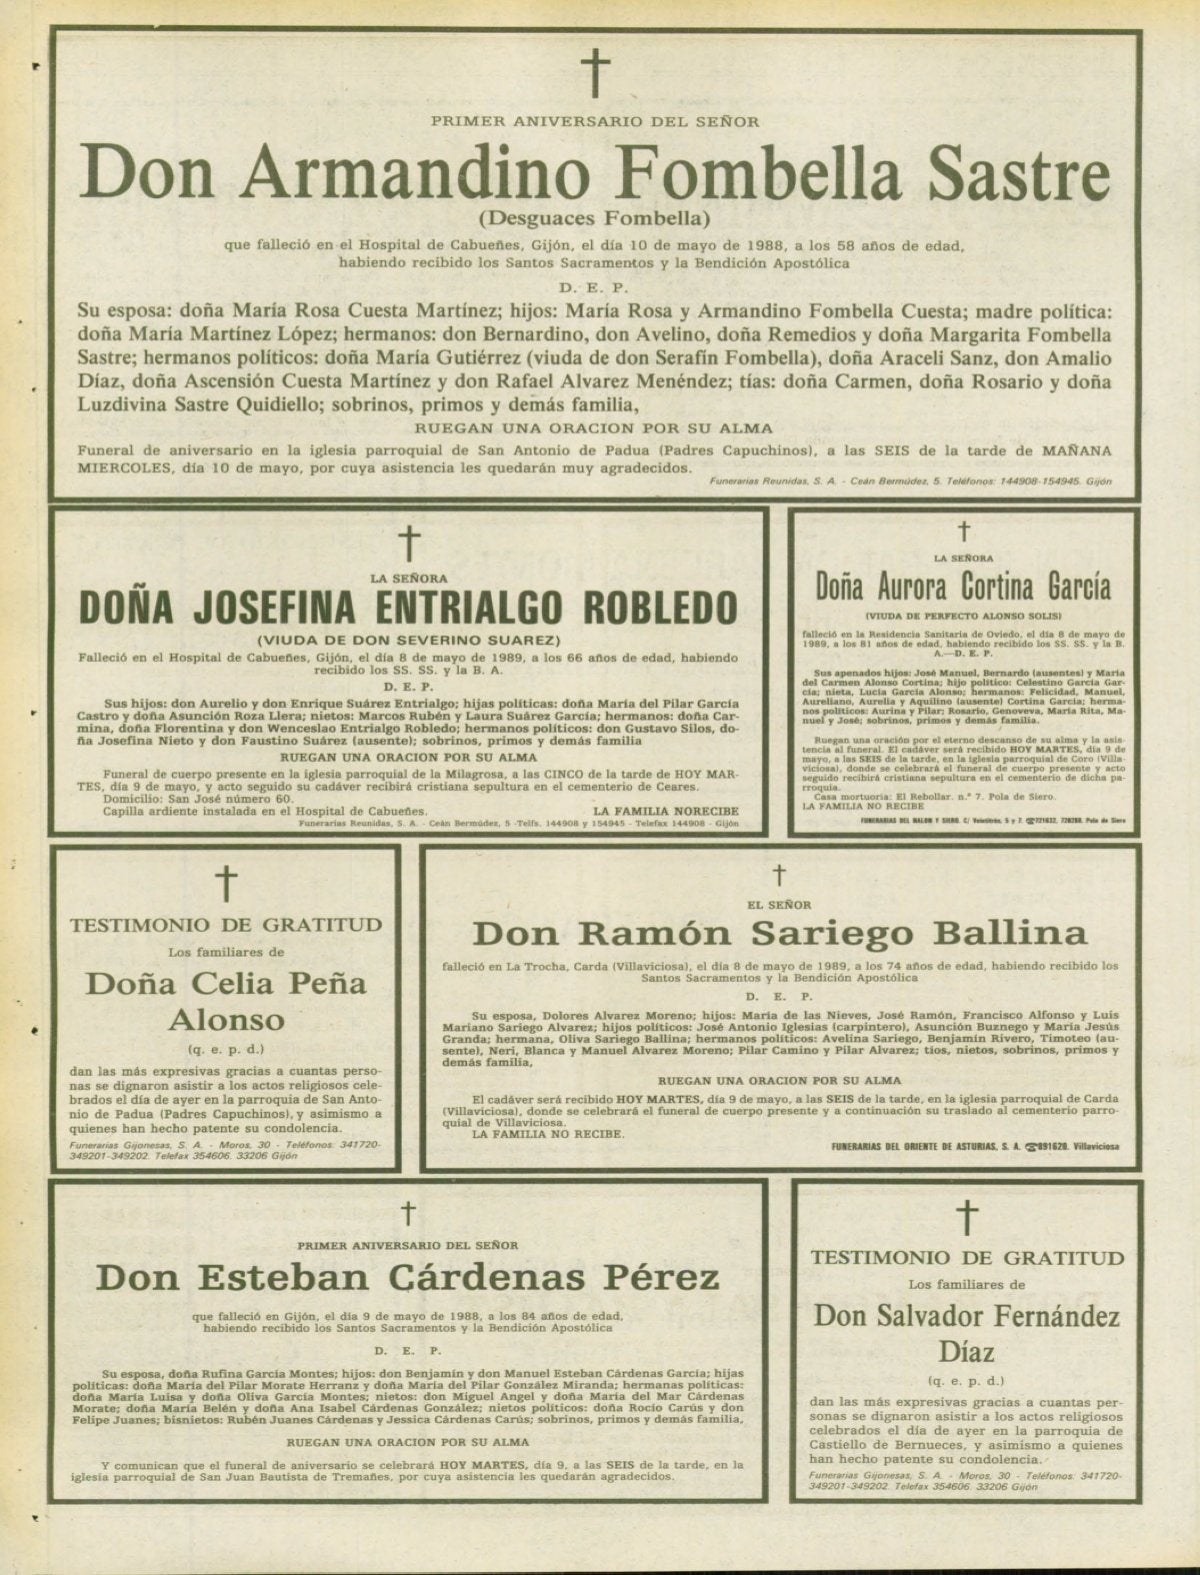 PRIMER ANIVERSARIO DEL SEÑOR
Don Armandino Fombella Sastre
(Desguaces Fombella)
que falleció en el Hospital de Cabueñes, Gijón, el día 10 de mayo de 1988, a los 58 años de edad,
habiendo recibido los Santos Sacramentos y la Bendición Apostólica
D. E. P.
Su esposa: doña María Rosa Cuesta Martínez; hijos: María Rosa y Armandino Fombella Cuesta; madre política:
doña María Martínez López; hermanos: don Bernardino, don Avelino, doña Remedios y doña Margarita Fombella
Sastre; hermanos políticos: doña María Gutiérrez (viuda de don Serafín Fombella), doña Araceli Sanz, don Amalio
Díaz, doña Ascensión Cuesta Martínez y don Rafael Alvarez Menéndez; tías: doña Carmen, doña Rosario y doña
Luzdivina Sastre Quidiello; sobrinos, primos y demás familia,
RUEGAN UNA ORACION POR SU ALMA
Funeral de aniversario en la iglesia parroquial de San Antonio de Padua (Padres Capuchinos), a las SEIS de la tarde de MAÑANA
MIERCOLES, día 10 de mayo, por cuya asistencia les quedarán muy agradecidos.
Funerarias Reunidas, S. A. - Ceán Bermúdez, 5. Teléfonos: 144908-154945. Gijón
LA SEÑORA
DOÑA JOSEFINA ENTRIALGO ROBLEDO
(VIUDA DE DON SEVERINO SUAREZ)
Falleció en el Hospital de Cabueñes, Gijón, el día 8 de mayo de 1989, a los 66 años de edad, habiendo
recibido los SS. SS. y la B. A.
D. E. P.
Sus hijos: don Aurelio y don Enrique Suárez Entrialgo; hijas políticas: doña María del Pilar García
Castro y doña Asunción Roza Llera; nietos: Marcos Rubén y Laura Suárez García; hermanos: doña Car-
mina, doña Florentina y don Wenceslao Entrialgo Robledo; hermanos políticos: don Gustavo Silos, do-
ña Josefina Nieto y don Faustino Suárez (ausente); sobrinos, primos y demás familia
RUEGAN UNA ORACION POR SU ALMA
Funeral de cuerpo presente en la iglesia parroquial de la Milagrosa, a las CINCO de la tarde de HOY MAR-
TES, día 9 de mayo, y acto seguido su cadáver recibirá cristiana sepultura en el cementerio de Ceares.
Domicilio: San José número 60.
Capilla ardiente instalada en el Hospital de Cabueñes. LA FAMILIA NORECIBE
Funerarias Reunidas, S. A. - Ceán Bermúdez, 5 -Telfs. 144908 y 154945 - Telefax 144908 - Gijón
LA SEÑORA
Doña Aurora Cortina García
(VIUDA DE PERFECTO ALONSO SOLIS)
falleció en la Residencia Sanitaria de Oviedo, el día 8 de mayo de
1989, a los 81 años de edad, habiendo recibido los SS. SS. y la B.
A.—D. E. P.
Sus apenados hijos: José Manuel, Bernardo (ausentes) y María
del Carmen Alonso Cortina; hijo político: Celestino García Gar-
cía; nieta, Lucía García Alonso; hermanos: Felicidad, Manuel,
Aureliano, Aurelia y Aquilino (ausente) Cortina García; herma-
nos políticos: Aurina y Pilar; Rosario, Genoveva, María Rita, Ma-
nuel y José; sobrinos, primos y demás familia.
Ruegan una oración por el eterno descanso de su alma y la asis-
tencia al funeral. El cadáver será recibido HOY MARTES, día 9 de
mayo, a las SEIS de la tarde, en la iglesia parroquial de Coro (Villa-
viciosa), donde se celebrará el funeral de cuerpo presente y acto
seguido recibirá cristiana sepultura en el cementerio de dicha pa-
rroquia.
Casa mortuoria: El Rebollar. n.º 7. Pola de Siero.
LA FAMILIA NO RECIBE
FUNERARIAS DEL NALON Y SIERO. C/ 5 y 7. ☎721632, Pola de Siero
TESTIMONIO DE GRATITUD
Los familiares de
Doña Celia Peña
Alonso
(q. e. p. d.)
dan las más expresivas gracias a cuantas perso-
nas se dignaron asistir a los actos religiosos cele-
brados el día de ayer en la parroquia de San Anto-
nio de Padua (Padres Capuchinos), y asimismo a
quienes han hecho patente su condolencia.
Funerarias Gijonesas, S. A. - Moros, 30 - Teléfonos: 341720-
349201-349202. Telefax 354606. 33206 Gijón
EL SEÑOR
Don Ramón Sariego Ballina
falleció en La Trocha, Carda (Villaviciosa), el día 8 de mayo de 1989, a los 74 años de edad, habiendo recibido los
Santos Sacramentos y la Bendición Apostólica
D. E. P.
Su esposa, Dolores Alvarez Moreno; hijos: María de las Nieves, José Ramón, Francisco Alfonso y Luis
Mariano Sariego Alvarez; hijos políticos: José Antonio Iglesias (carpintero), Asunción Buznego y María Jesús
Granda; hermana, Oliva Sariego Ballina; hermanos políticos: Avelina Sariego, Benjamín Rivero, Timoteo (au-
sente), Neri, Blanca y Manuel Alvarez Moreno; Pilar Camino y Pilar Alvarez; tíos, nietos, sobrinos, primos y
demás familia,
RUEGAN UNA ORACION POR SU ALMA
El cadáver será recibido HOY MARTES, día 9 de mayo, a las SEIS de la tarde, en la iglesia parroquial de Carda
(Villaviciosa), donde se celebrará el funeral de cuerpo presente y a continuación su traslado al cementerio parro-
quial de Villaviciosa.
LA FAMILIA NO RECIBE.
FUNERARIAS DEL ORIENTE DE ASTURIAS, S. A. ☎891620. Villaviciosa
PRIMER ANIVERSARIO DEL SEÑOR
Don Esteban Cárdenas Pérez
que falleció en Gijón, el día 9 de mayo de 1988, a los 84 años de edad,
habiendo recibido los Santos Sacramentos y la Bendición Apostólica
D. E. P.
Su esposa, doña Rufina García Montes; hijos: don Benjamín y don Manuel Esteban Cárdenas García; hijas
políticas: doña María del Pilar Morate Herranz y doña María del Pilar González Miranda; hermanas políticas:
doña María Luisa y doña Oliva García Montes; nietos: don Miguel Angel y doña María del Mar Cárdenas
Morate; doña María Belén y doña Ana Isabel Cárdenas González; nietos políticos: doña Rocío Carús y don
Felipe Juanes; bisnietos: Rubén Juanes Cárdenas y Jessica Cárdenas Carús; sobrinos, primos y demás familia,
RUEGAN UNA ORACION POR SU ALMA
Y comunican que el funeral de aniversario se celebrará HOY MARTES, día 9, a las SEIS de la tarde, en la
iglesia parroquial de San Juan Bautista de Tremañes, por cuya asistencia les quedarán agradecidos.
TESTIMONIO DE GRATITUD
Los familiares de
Don Salvador Fernández
Díaz
(q. e. p. d.)
dan las más expresivas gracias a cuantas per-
sonas se dignaron asistir a los actos religiosos
celebrados el día de ayer en la parroquia de
Castiello de Bernueces, y asimismo a quienes
han hecho patente su condolencia.
Funerarias Gijonesas, S. A. - Moros, 30 - Teléfonos: 341720-
349201-349202. Telefax 354606. 33206 Gijón